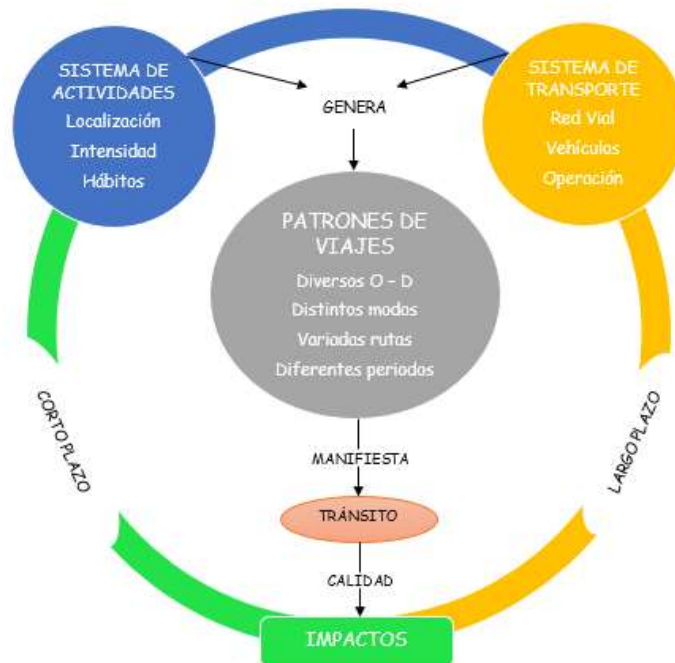 SISTEMA DE
ACTIVIDADES
Localización
Intensidad
Hábitos
SISTEMA DE
TRANSPORTE
Red Vial
Vehículos
Operación
GENERA
PATRONES DE
VIAJES
Diversos O – D
Distintos modos
Variadas rutas
Diferentes periodos
CORTO PLAZO
LARGO PLAZO
MANIFIESTA
TRÁNSITO
CALIDAD
IMPACTOS